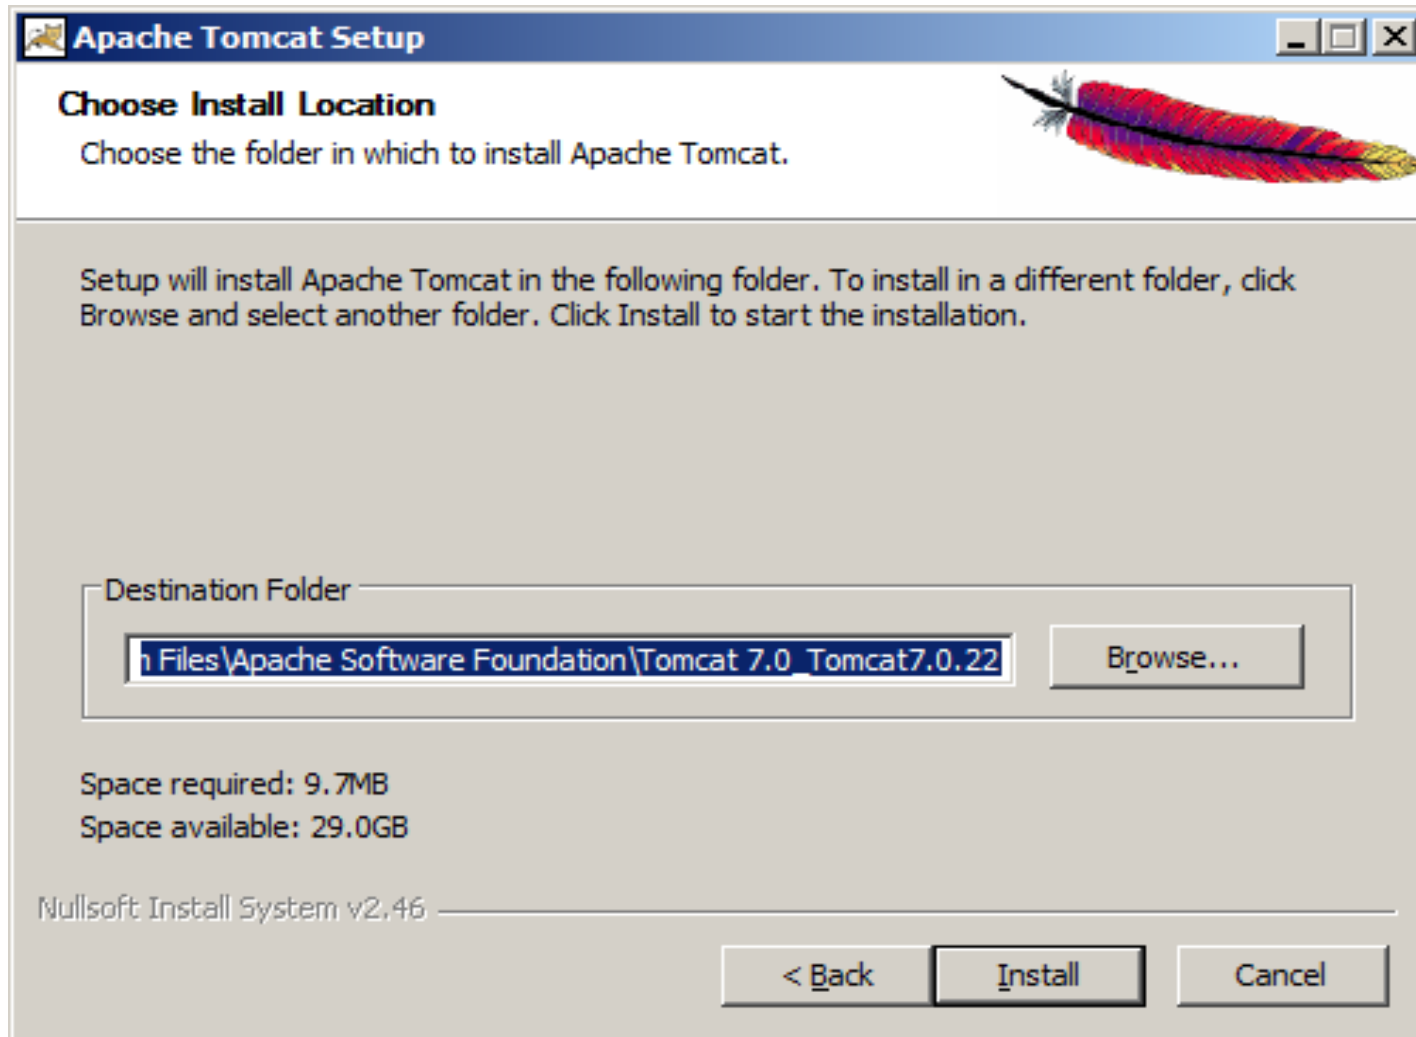 Apache Tomcat Setup
Choose Install Location
Choose the folder in which to install Apache Tomcat.
Setup will install Apache Tomcat in the following folder. To install in a different folder, click
Browse and select another folder. Click Install to start the installation.
Destination Folder
n Files\Apache Software Foundation\Tomcat 7.0_Tomcat7.0.22
Browse...
Space required: 9.7MB
Space available: 29.0GB
Nullsoft Install System v2.46
< Back
Install
Cancel